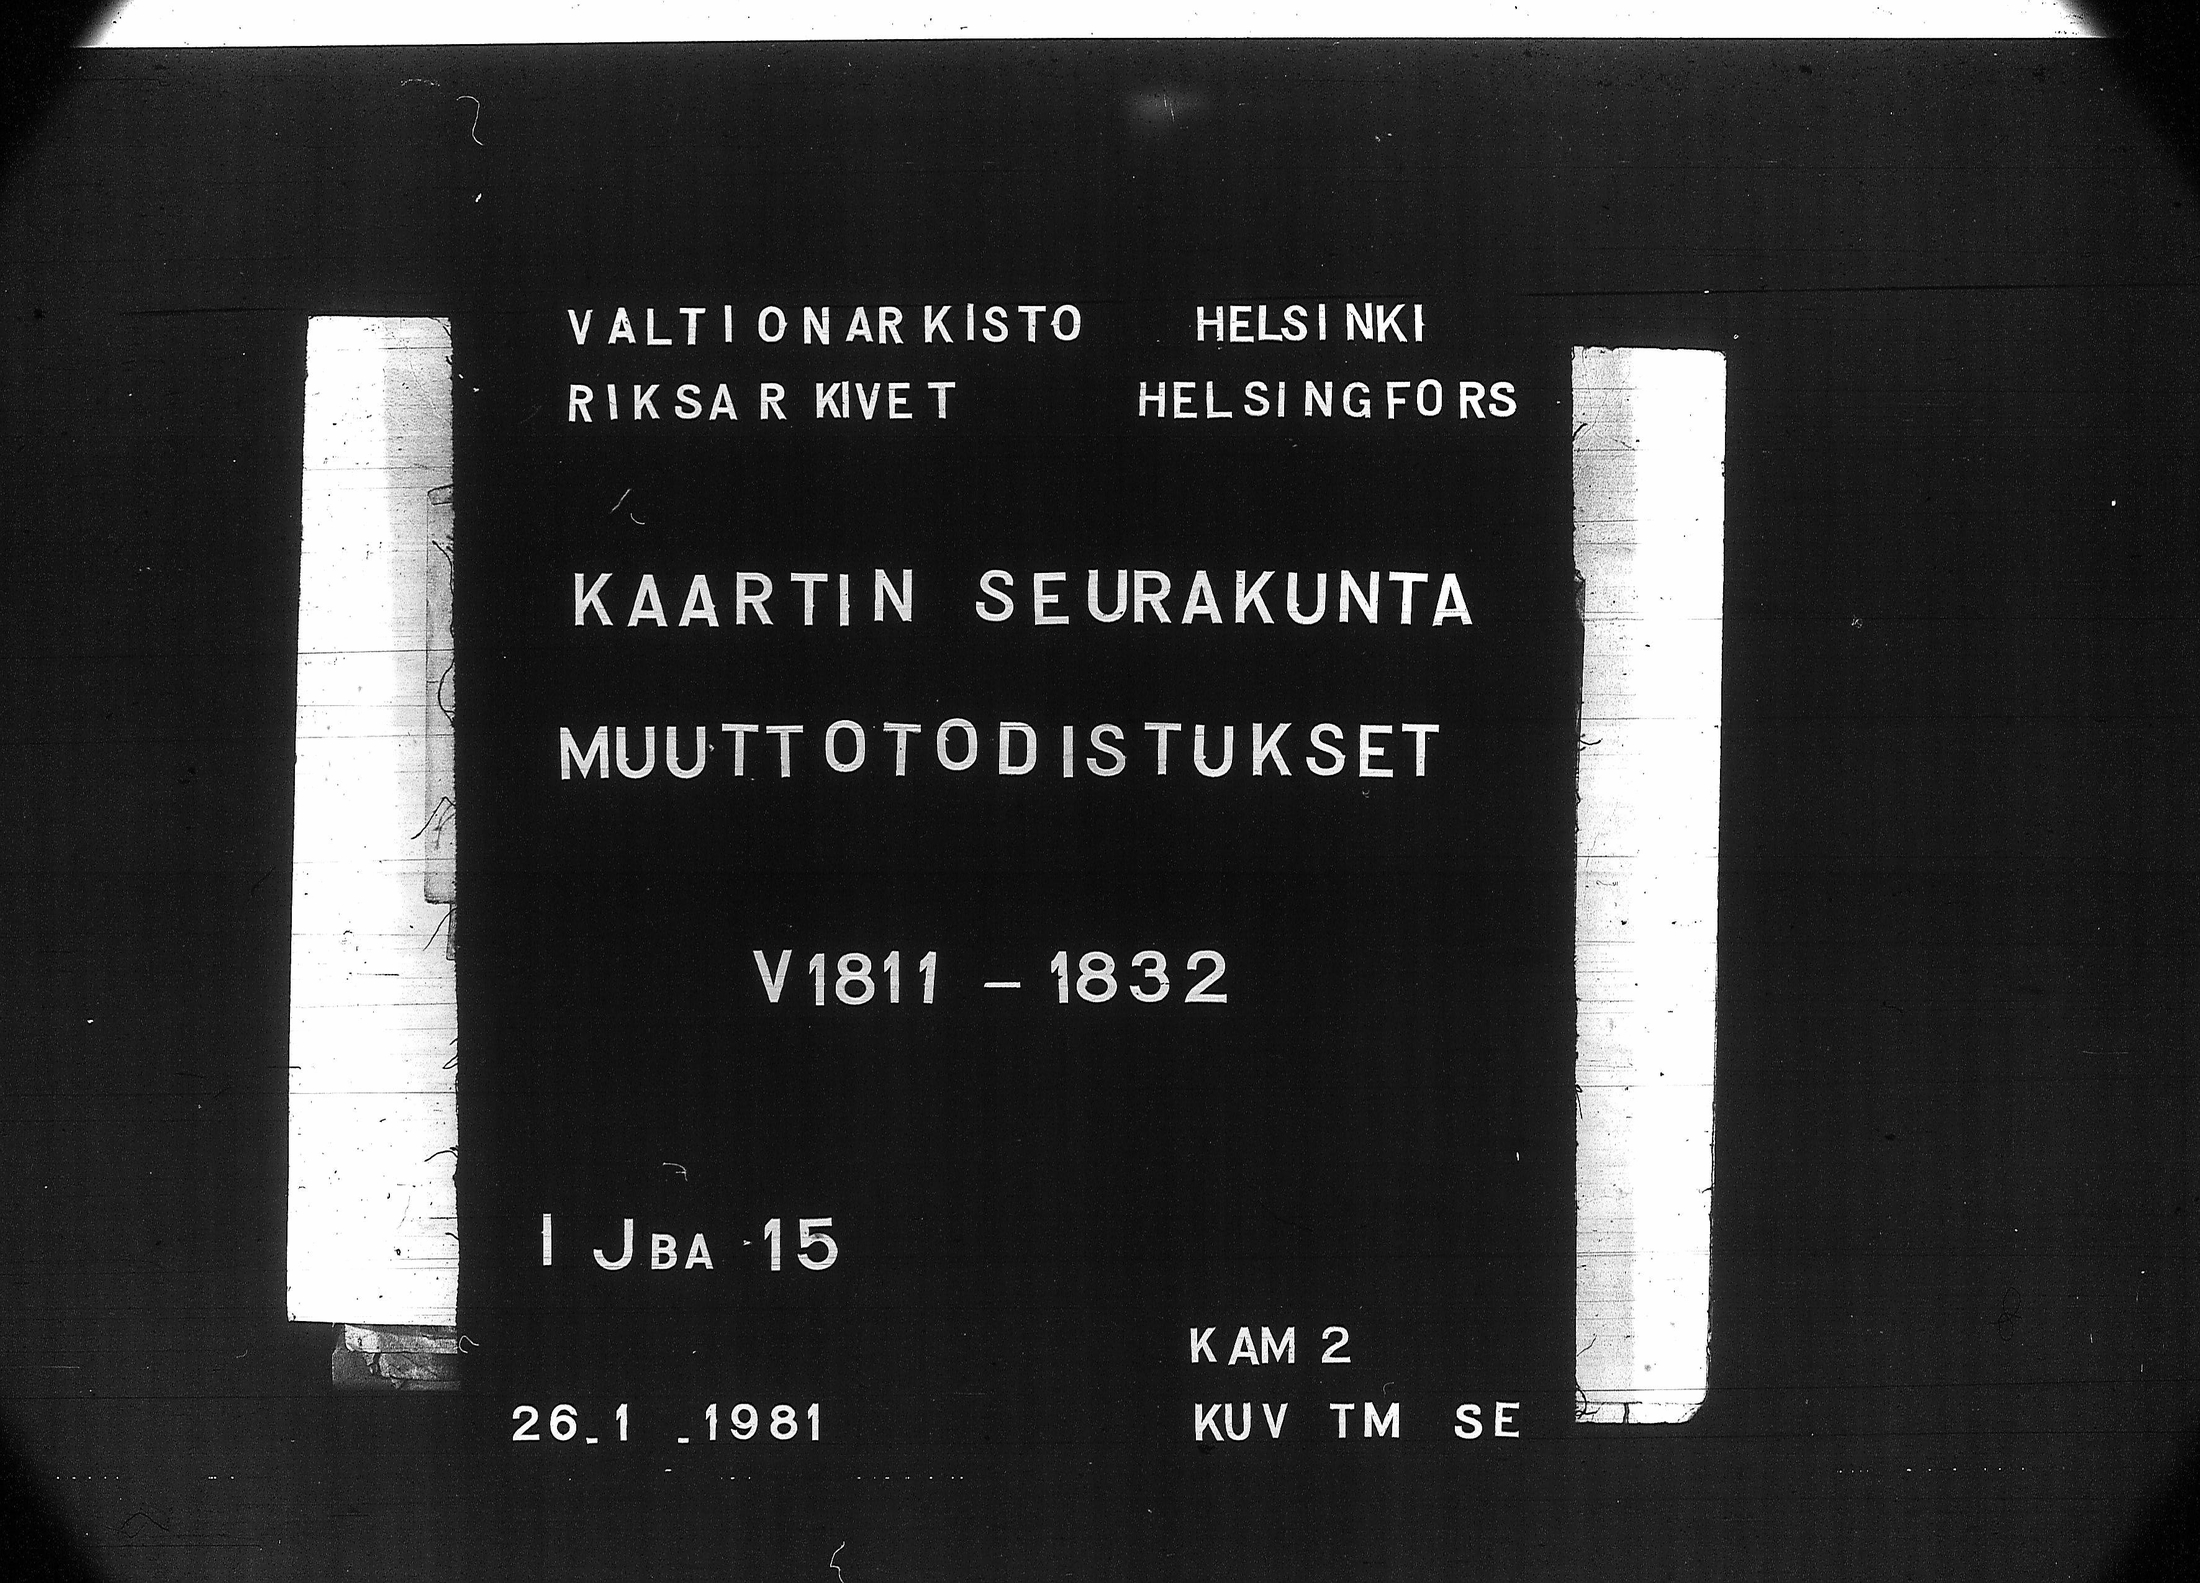 VALTIONARKISTO HELSINKI
RIKSARKIVET HELSINGFORS
KAARTIN SEURAKUNTA
MUUTTOTODISTUKSET
V1811 – 1832
I JBA 15
KAM 2
26.1.1981 KUV TM SE